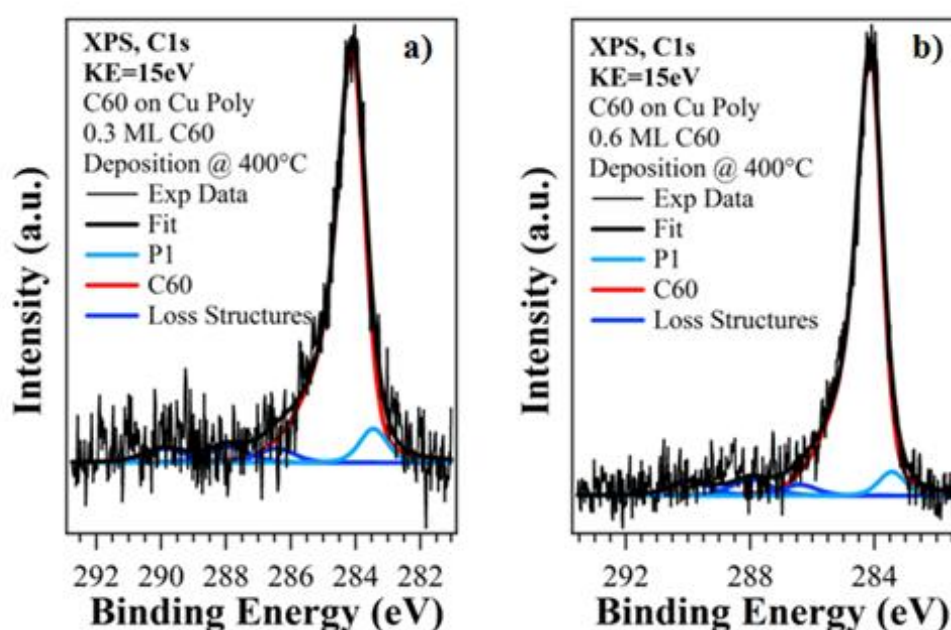 XPS, C1s
a)
KE=15eV
C60 on Cu Poly
0.3 ML C60
Deposition @ 400°C
Exp Data
Fit
P1
C60
Loss Structures
Intensity (a.u.)
292 290 288 286 284 282
Binding Energy (eV)
XPS, C1s
b)
KE=15eV
C60 on Cu Poly
0.6 ML C60
Deposition @ 400°C
Exp Data
Fit
P1
C60
Loss Structures
Intensity (a.u.)
292 288 284
Binding Energy (eV)